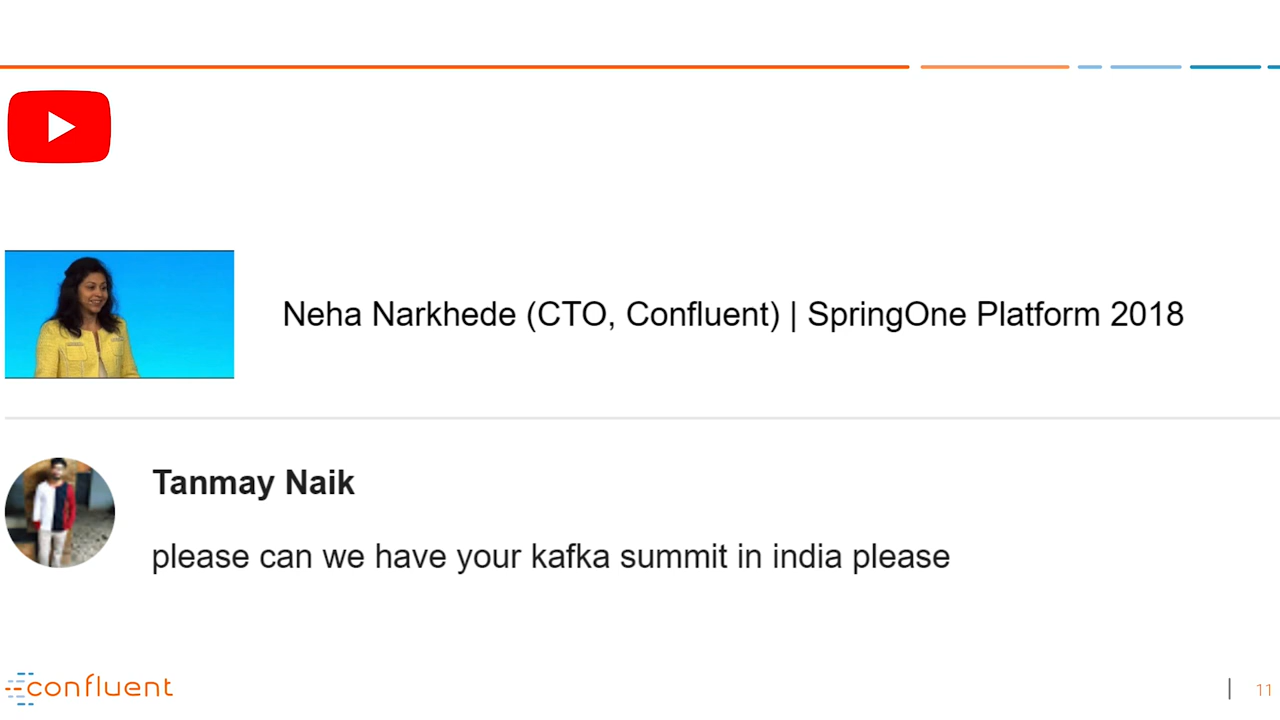 Neha Narkhede (CTO, Confluent) | SpringOne Platform 2018
Tanmay Naik
please can we have your kafka summit in india please
confluent
| 11